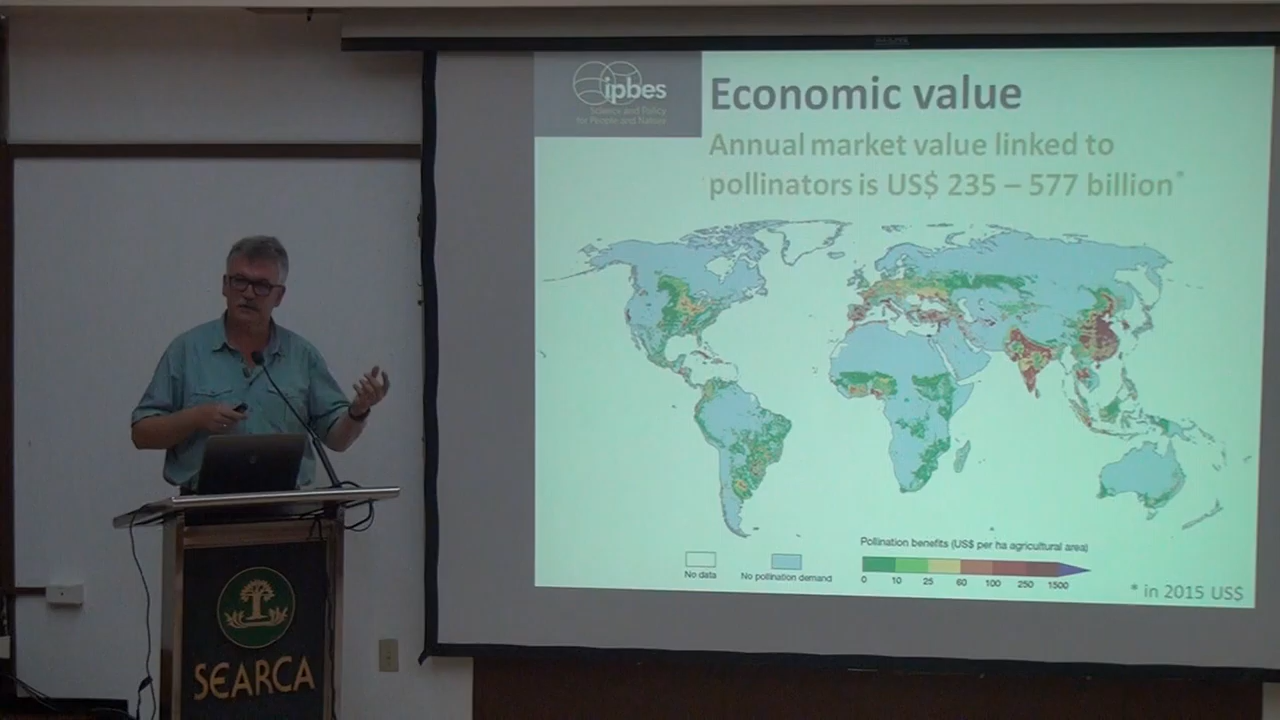 ipbes
Science and Policy
for People and Nature
Economic value
Annual market value linked to
pollinators is US$ 235 – 577 billion*
Pollination benefits (US$ per ha agricultural area)
No data
No pollination demand
0 10 25 60 100 250 1500
* in 2015 US$
SEARCA